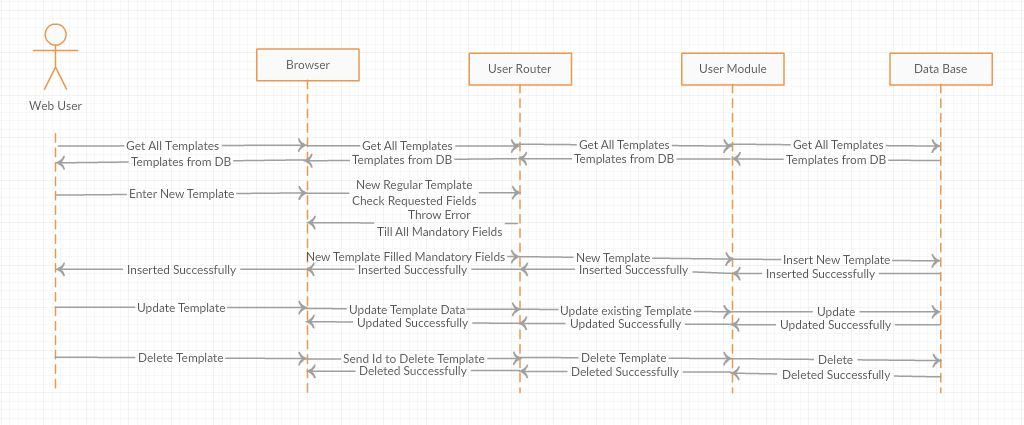 Web User
Browser
User Router
User Module
Data Base
Get All Templates
Get All Templates
Get All Templates
Get All Templates
Templates from DB
Templates from DB
Templates from DB
Templates from DB
Enter New Template
New Regular Template
Check Requested Fields
Throw Error
Till All Mandatory Fields
New Template Filled Mandatory Fields
New Template
Insert New Template
Inserted Successfully
Inserted Successfully
Inserted Successfully
Inserted Successfully
Update Template
Update Template Data
Update existing Template
Update
Updated Successfully
Updated Successfully
Updated Successfully
Delete Template
Send Id to Delete Template
Delete Template
Delete
Deleted Successfully
Deleted Successfully
Deleted Successfully